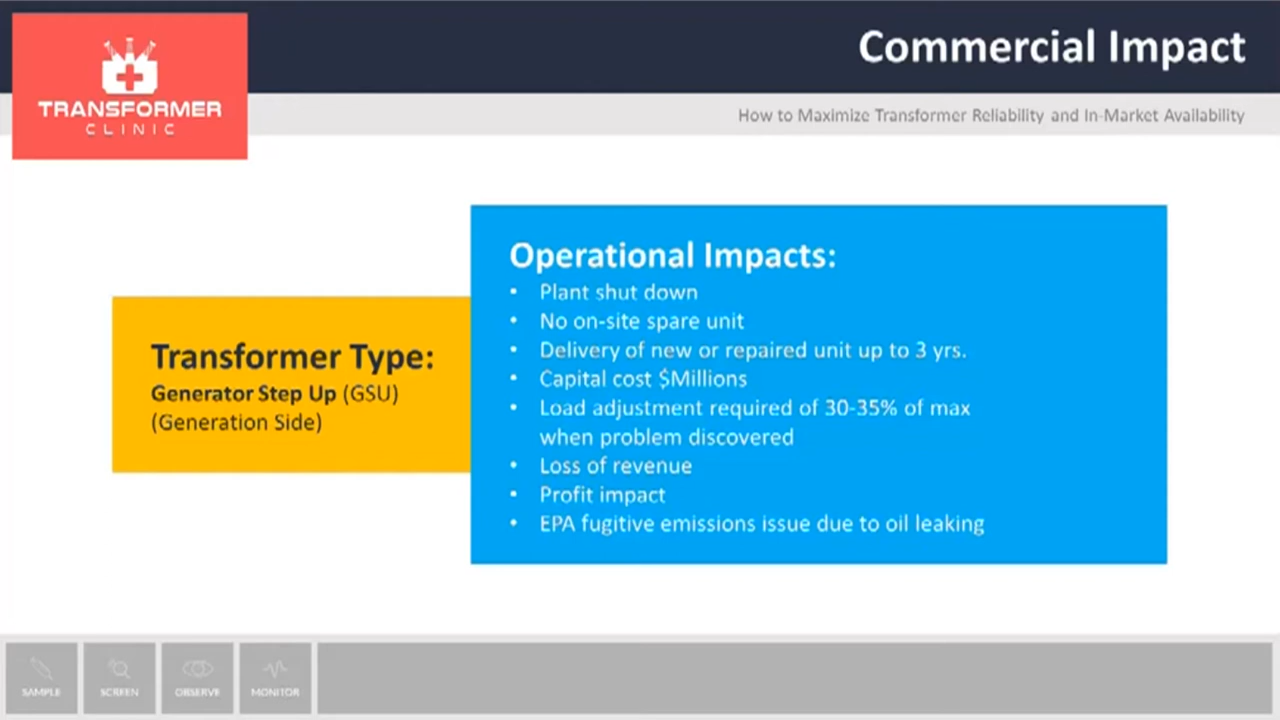 TRANSFORMER
CLINIC
Commercial Impact
How to Maximize Transformer Reliability and In-Market Availability
Transformer Type:
Generator Step Up (GSU)
(Generation Side)
Operational Impacts:
• Plant shut down
• No on-site spare unit
• Delivery of new or repaired unit up to 3 yrs.
• Capital cost $Millions
• Load adjustment required of 30-35% of max
when problem discovered
• Loss of revenue
• Profit impact
• EPA fugitive emissions issue due to oil leaking
SAMPLE
SCREEN
OBSERVE
MONITOR